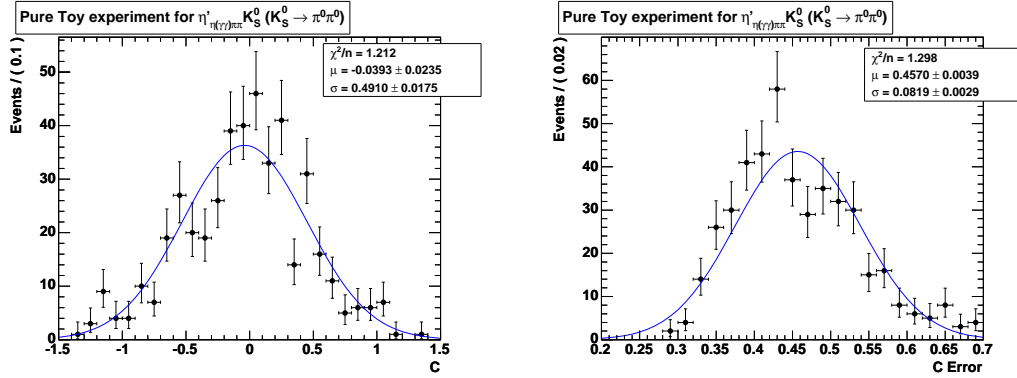 Pure Toy experiment for η'η(γγ)ππK0S (K0S → π0π0)
χ2/n = 1.212
μ = -0.0393 ± 0.0235
σ = 0.4910 ± 0.0175
Events / ( 0.1 )
50
40
30
20
10
0
-1.5 -1 -0.5 0 0.5 1 1.5
C
Pure Toy experiment for η'η(γγ)ππK0S (K0S → π0π0)
χ2/n = 1.298
μ = 0.4570 ± 0.0039
σ = 0.0819 ± 0.0029
Events / ( 0.02 )
60
50
40
30
20
10
0
0.2 0.25 0.3 0.35 0.4 0.45 0.5 0.55 0.6 0.65 0.7
C Error